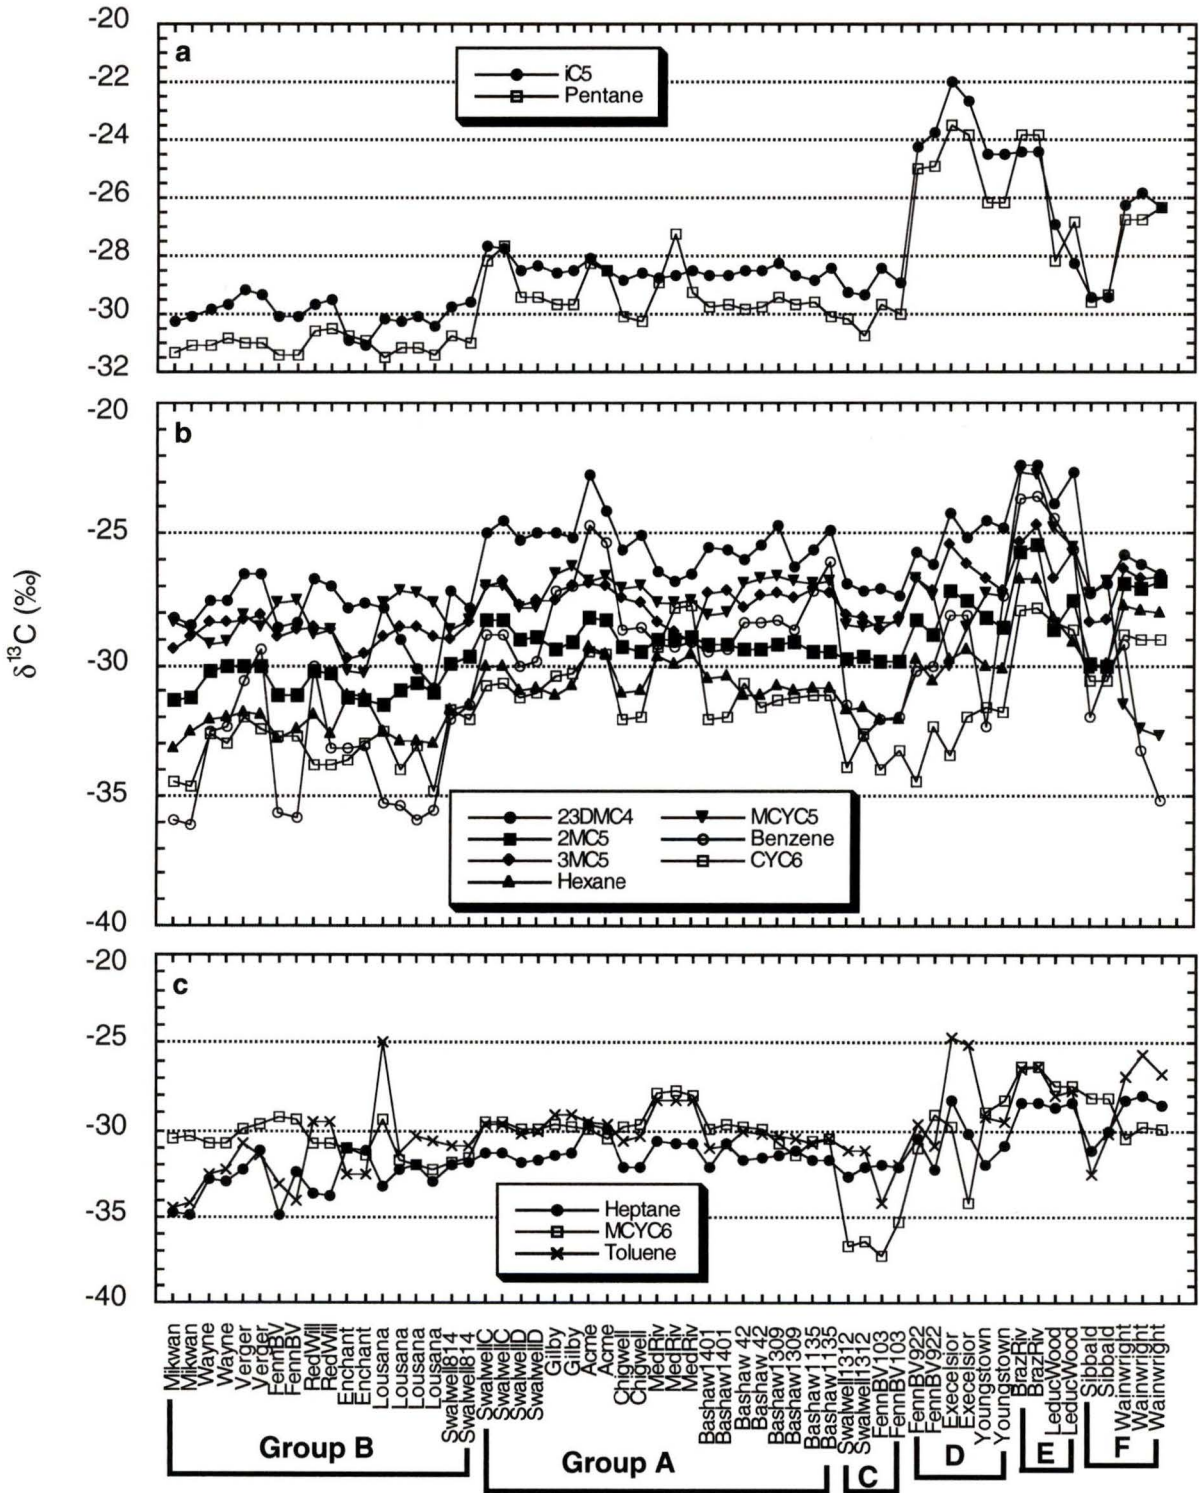 -20
-22
-24
-26
-28
-30
-32
a
iC5
Pentane
δ13C (‰)
-20
-25
-30
-35
-40
b
23DMC4
2MC5
3MC5
Hexane
MCYC5
Benzene
CYC6
-20
-25
-30
-35
-40
c
Heptane
MCYC6
Toluene
Mikwan
Mikwan
Wayne
Wayne
Verger
Verger
FennBV
FennBV
RedWill
RedWill
Enchant
Enchant
Lousana
Lousana
Lousana
Lousana
Swalwell814
Swalwell814
SwalwellC
SwalwellC
SwalwellD
SwalwellD
Gilby
Gilby
Acme
Acme
Chigwell
Chigwell
MedRiv
MedRiv
MedRiv
Bashaw1401
Bashaw1401
Bashaw 42
Bashaw 42
Bashaw1309
Bashaw1309
Bashaw1135
Bashaw1135
Swalwell1312
Swalwell1312
FennBV103
FennBV103
FennBV922
FennBV922
Execelsior
Execelsior
Youngstown
Youngstown
BrazRiv
BrazRiv
LeducWood
LeducWood
Sibbald
Sibbald
Wainwright
Wainwright
Wainwright
Group B
Group A
C
D
E
F